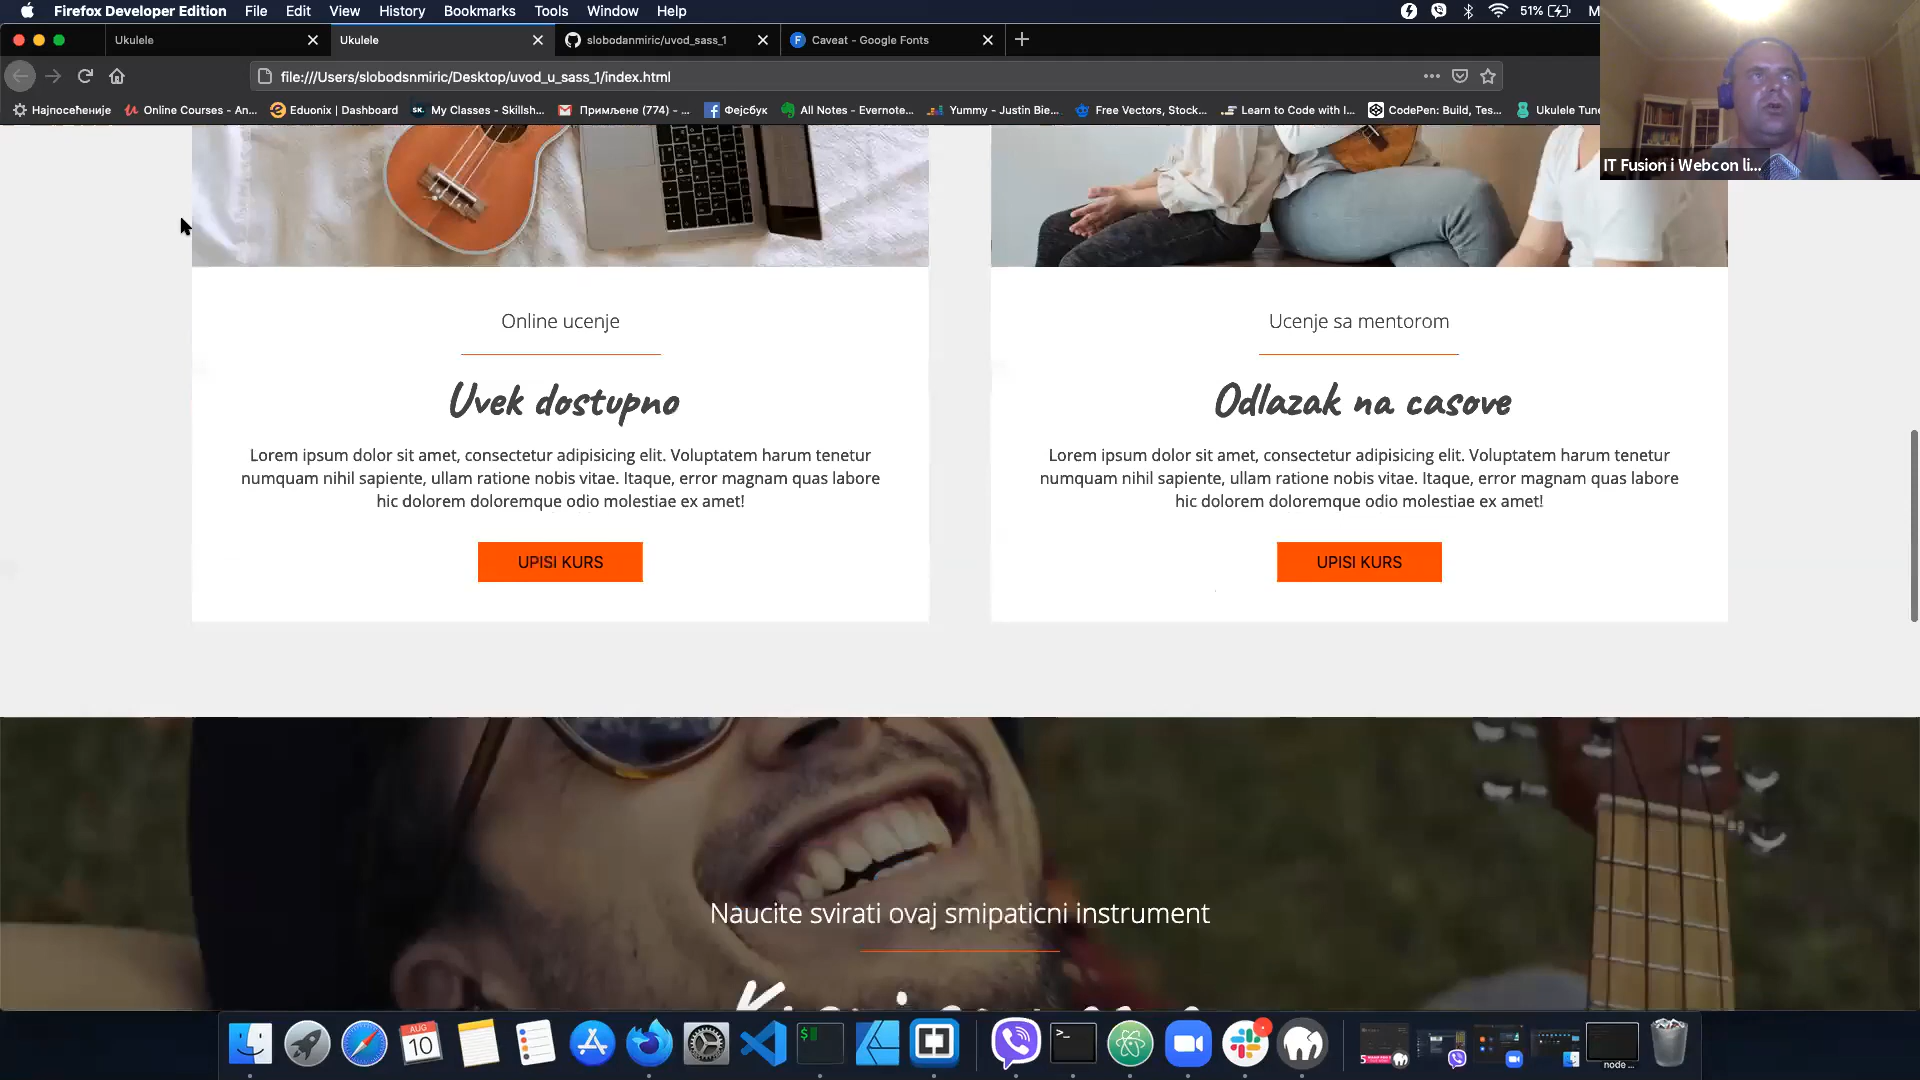 Firefox Developer Edition File Edit View History Bookmarks Tools Window Help 51% M
Ukulele Ukulele slobodanmiric/uvod_sass_1 Caveat - Google Fonts
file:///Users/slobodsnmiric/Desktop/uvod_u_sass_1/index.html
Најпосећеније Online Courses - An... Eduonix | Dashboard SK. My Classes - Skillsh... Примљене (774) - ... Фејсбук All Notes - Evernote... Yummy - Justin Bie... Free Vectors, Stock... Learn to Code with I... CodePen: Build, Tes... Ukulele Tun
IT Fusion i Webcon li...
Online ucenje
Uvek dostupno
Lorem ipsum dolor sit amet, consectetur adipisicing elit. Voluptatem harum tenetur
numquam nihil sapiente, ullam ratione nobis vitae. Itaque, error magnam quas labore
hic dolorem doloremque odio molestiae ex amet!
UPISI KURS
Ucenje sa mentorom
Odlazak na casove
Lorem ipsum dolor sit amet, consectetur adipisicing elit. Voluptatem harum tenetur
numquam nihil sapiente, ullam ratione nobis vitae. Itaque, error magnam quas labore
hic dolorem doloremque odio molestiae ex amet!
UPISI KURS
Naucite svirati ovaj smipaticni instrument
AUG
10
node ...